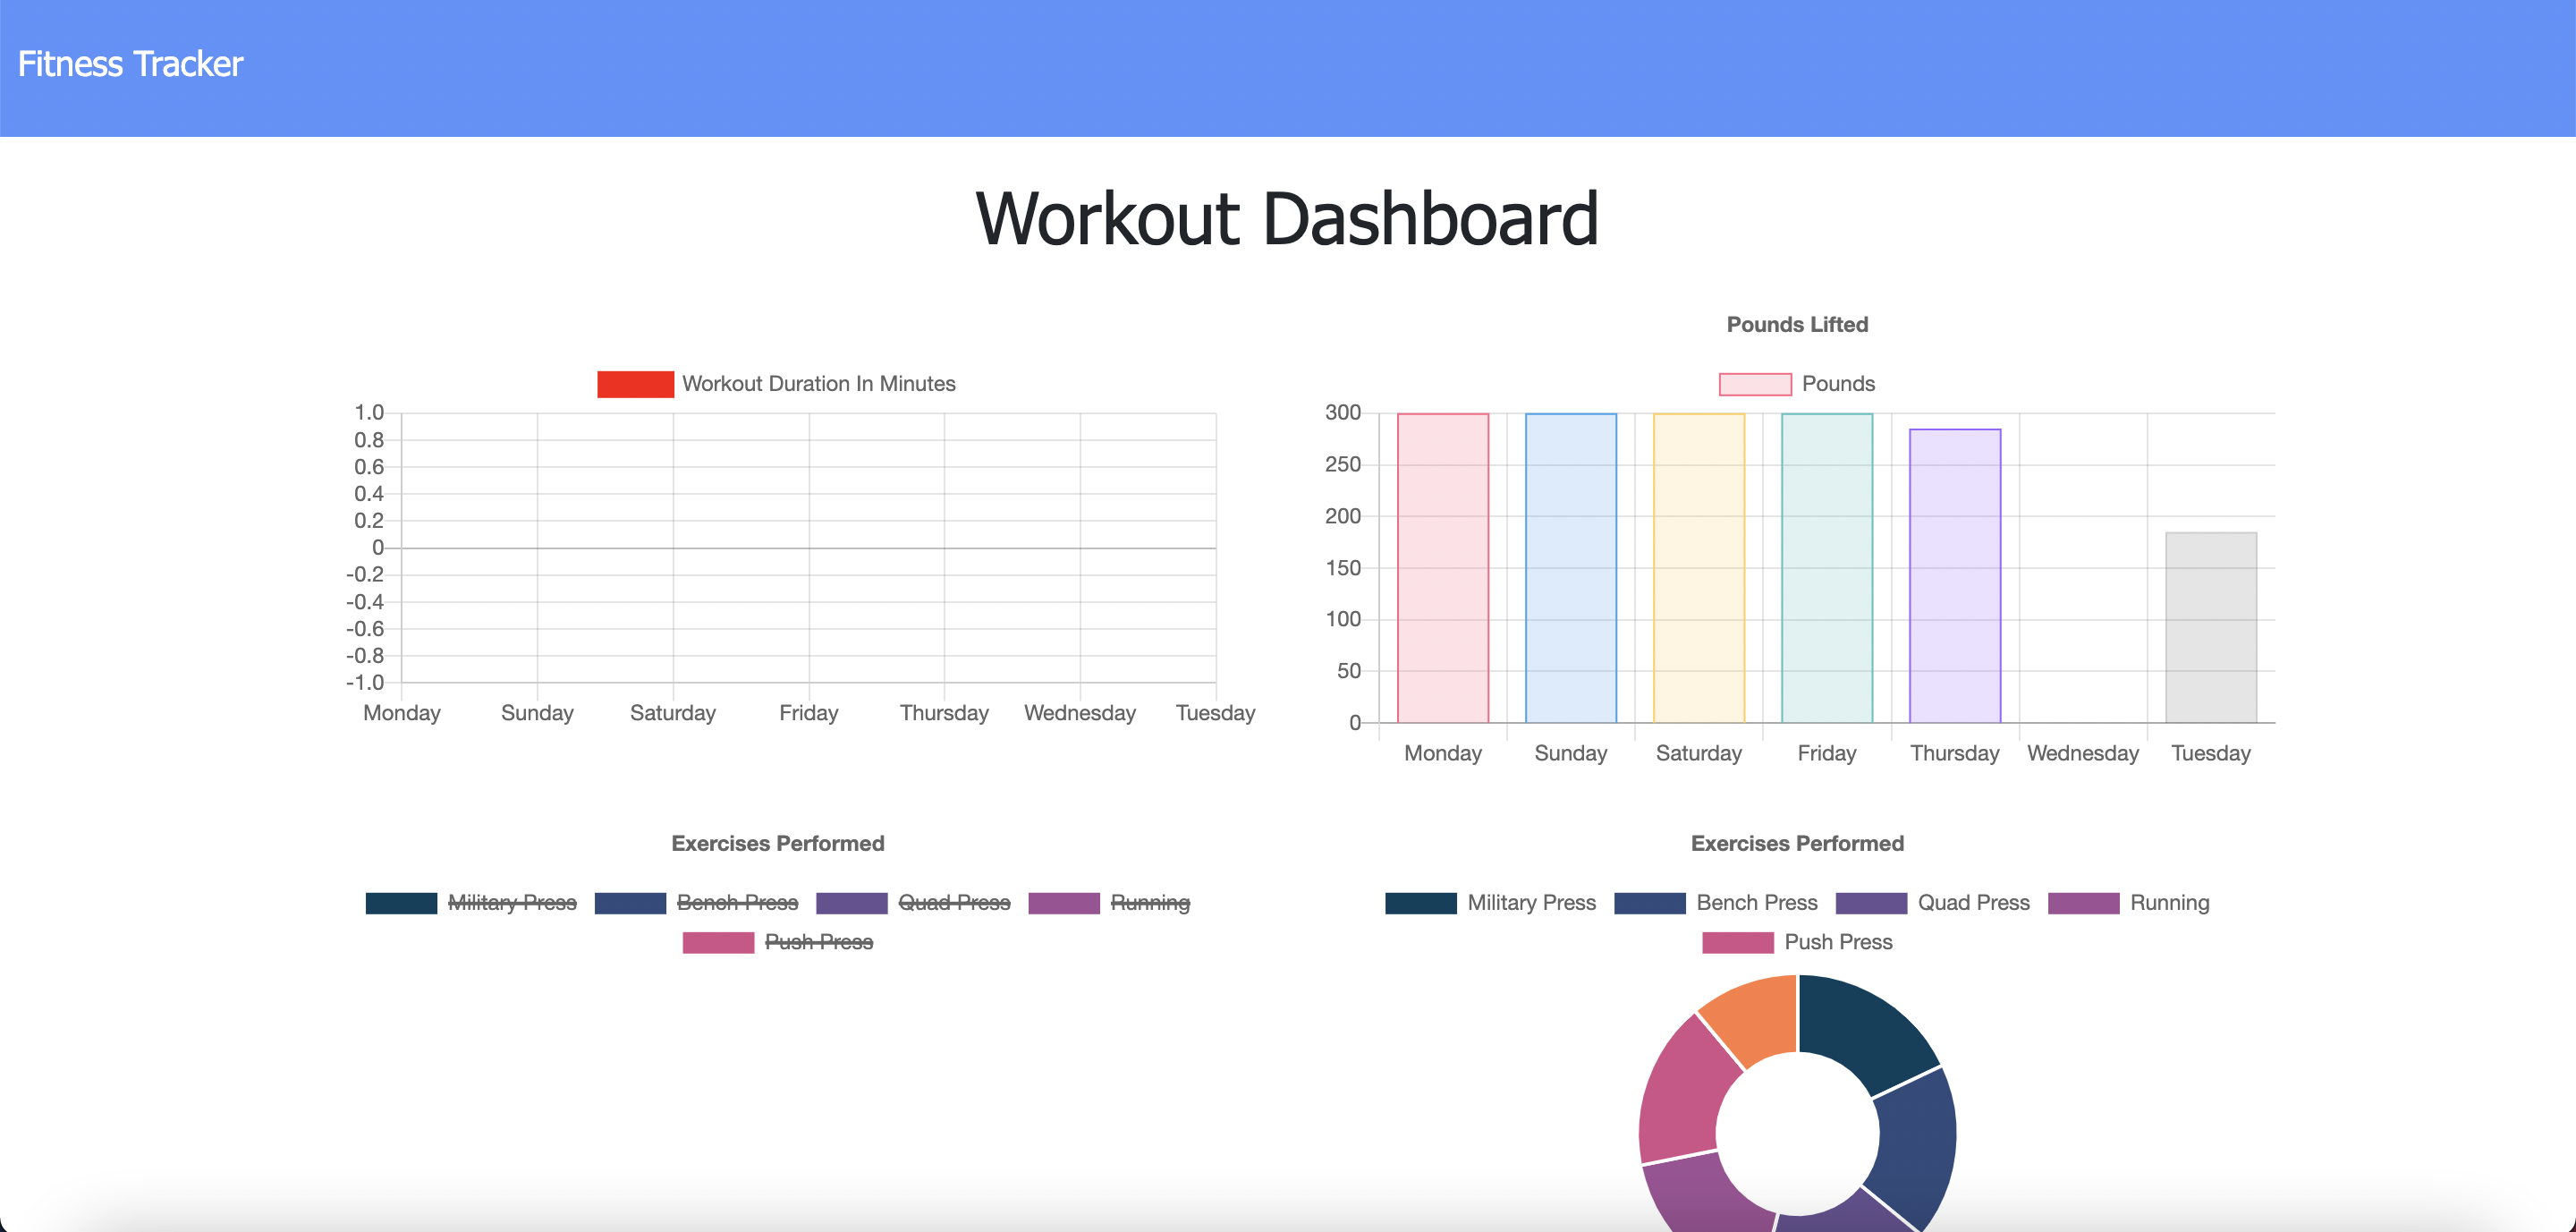 Fitness Tracker
Workout Dashboard
Workout Duration In Minutes
1.0
0.8
0.6
0.4
0.2
0
-0.2
-0.4
-0.6
-0.8
-1.0
Monday Sunday Saturday Friday Thursday Wednesday Tuesday
Pounds Lifted
Pounds
300
250
200
150
100
50
0
Monday Sunday Saturday Friday Thursday Wednesday Tuesday
Exercises Performed
Military Press Bench Press Quad Press Running
Push Press
Exercises Performed
Military Press Bench Press Quad Press Running
Push Press